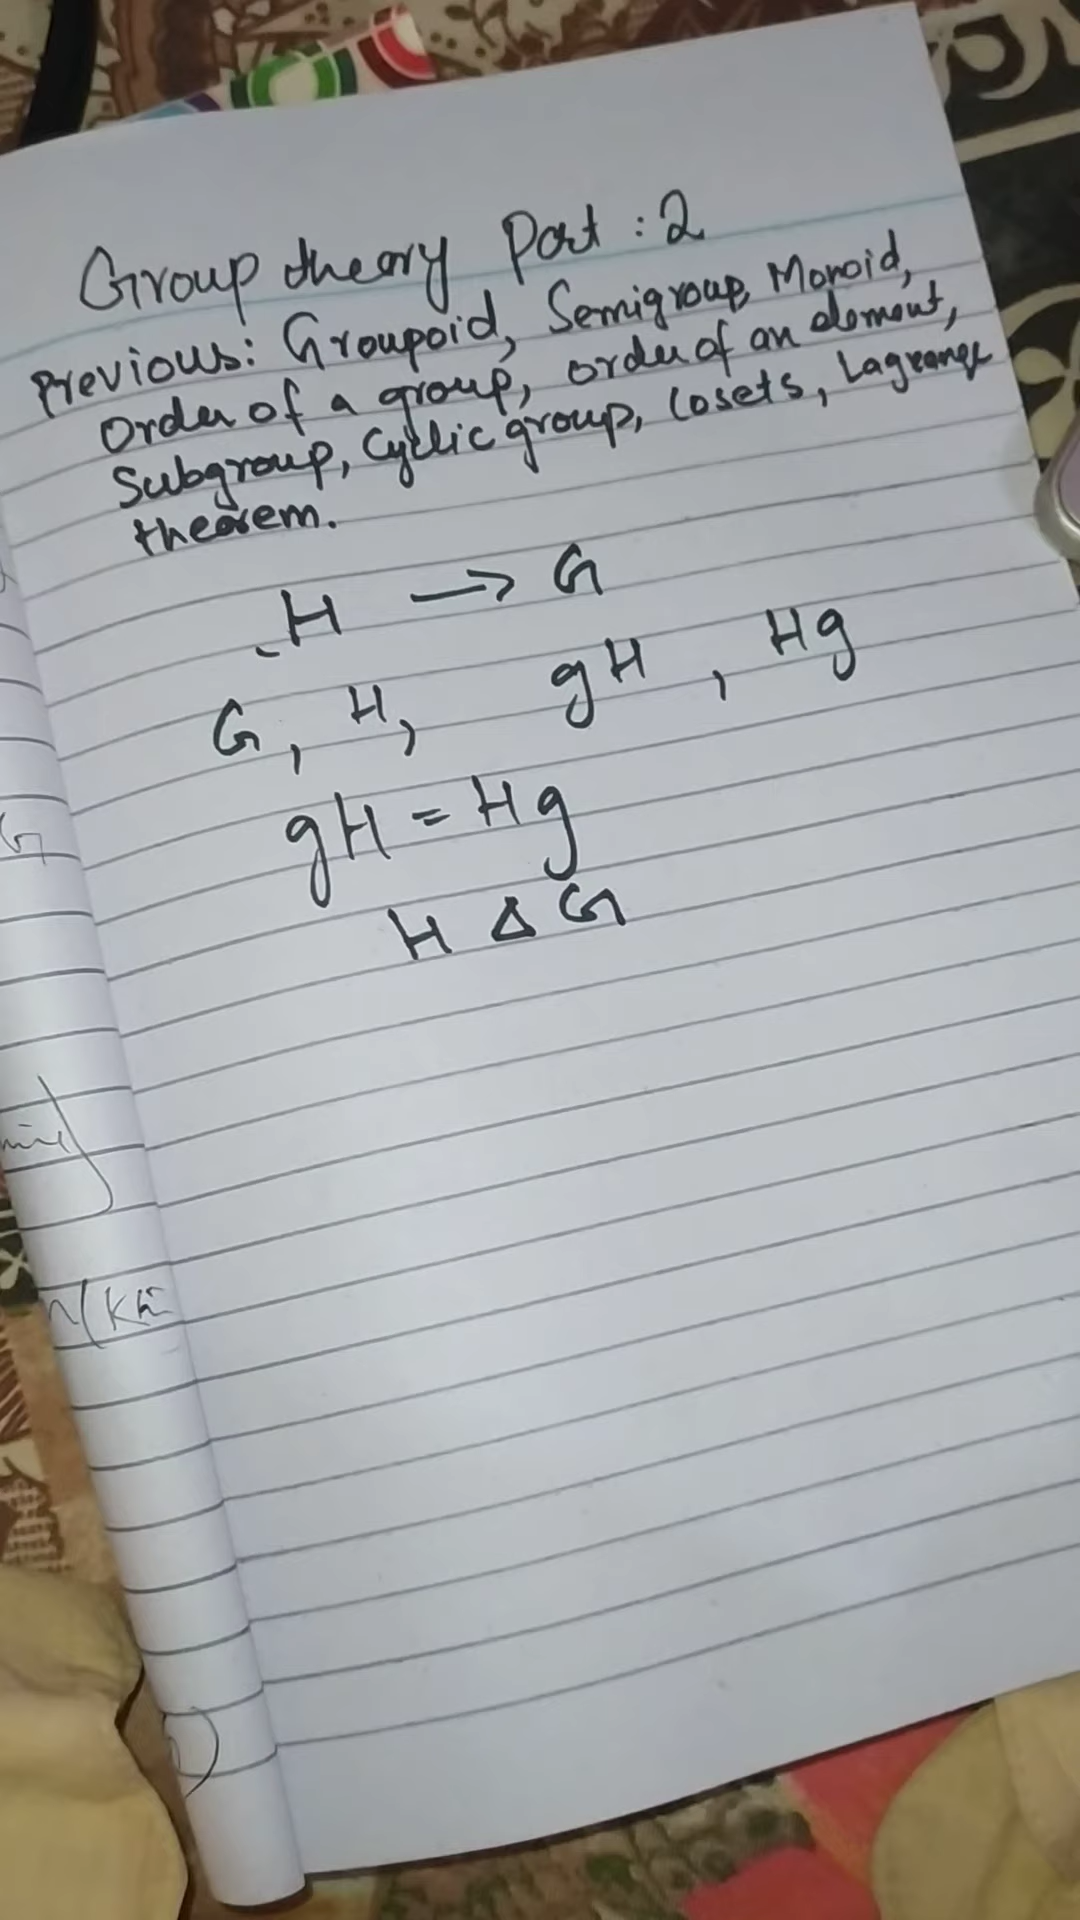 Group theory Part : 2
Previous: Groupoid, Semigroup, Monoid,
Order of a group, order of an element,
Subgroup, Cyclic group, Cosets, Lagrange
theorem.
H → G
G, H, gH, Hg
gH = Hg
H Δ G